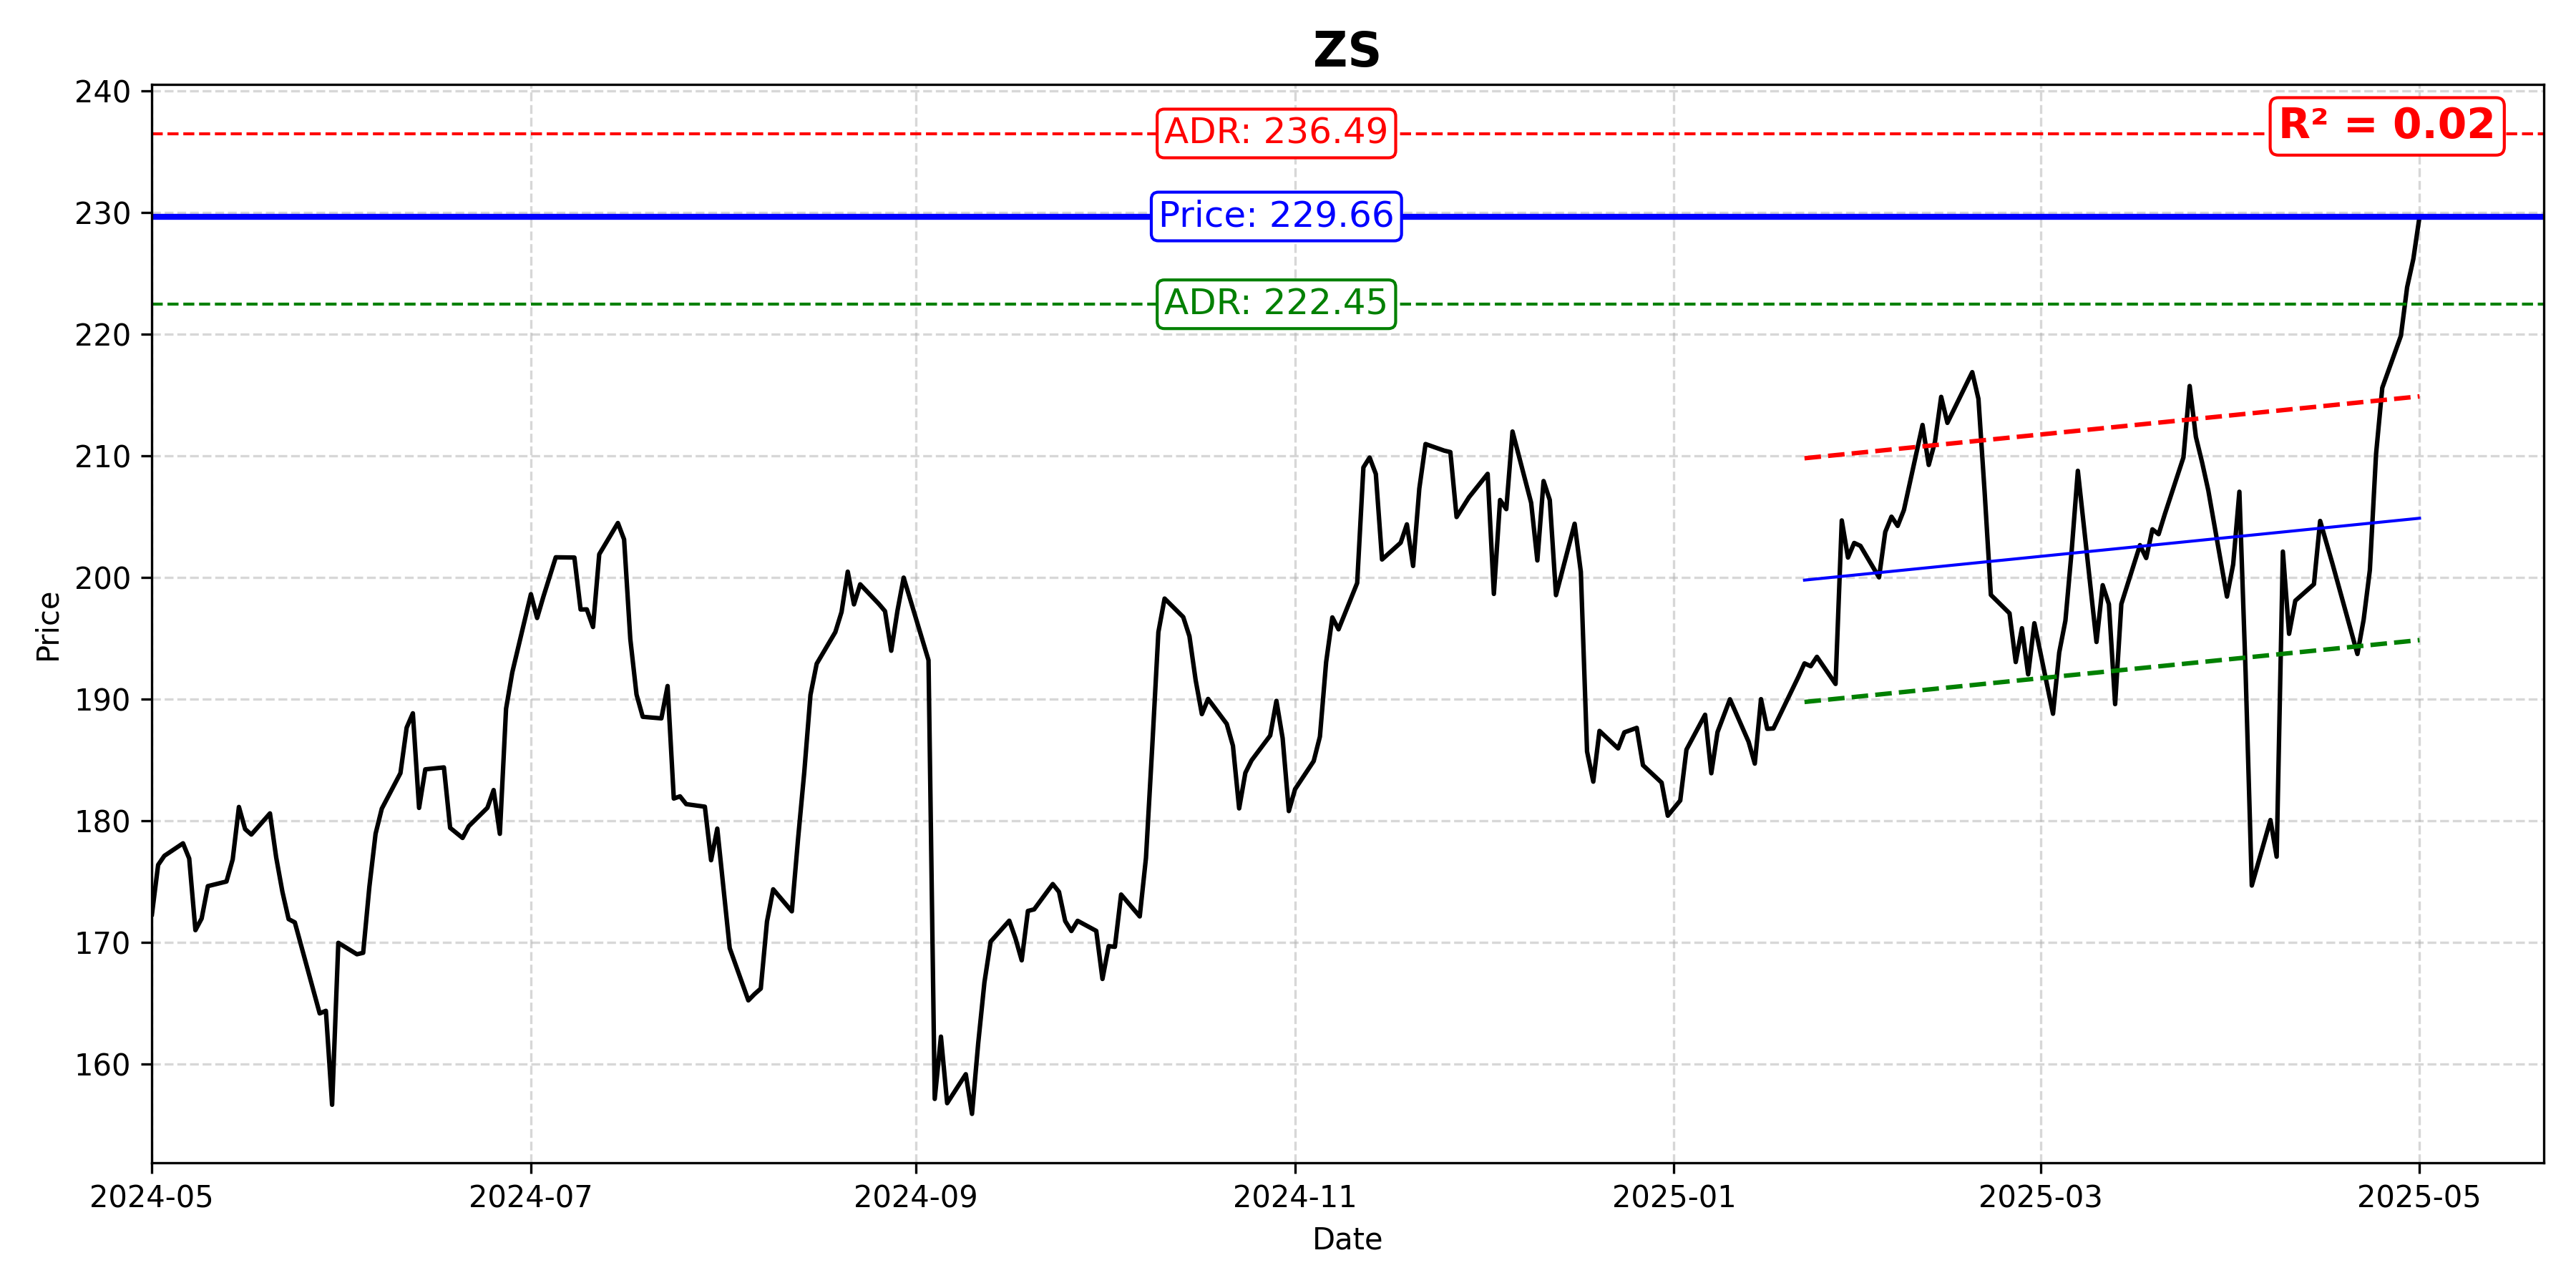 ZS
240
ADR: 236.49
R² = 0.02
230
Price: 229.66
ADR: 222.45
220
210
200
190
180
170
160
Price
2024-05
2024-07
2024-09
2024-11
2025-01
2025-03
2025-05
Date